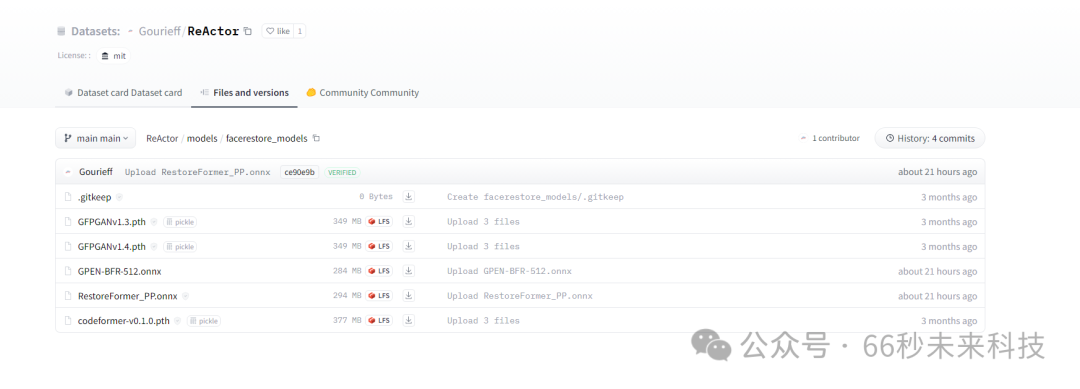 Datasets: Gourieff/ReActor like 1
License: : mit
Dataset card Dataset card Files and versions Community Community
main main ReActor / models / facerestore_models 1 contributor History: 4 commits
Gourieff Upload RestoreFormer_PP.onnx ce90e9b VERIFIED about 21 hours ago
.gitkeep 0 Bytes Create facerestore_models/.gitkeep 3 months ago
GFPGANv1.3.pth pickle 349 MB LFS Upload 3 files 3 months ago
GFPGANv1.4.pth pickle 349 MB LFS Upload 3 files 3 months ago
GPEN-BFR-512.onnx 284 MB LFS Upload GPEN-BFR-512.onnx about 21 hours ago
RestoreFormer_PP.onnx 294 MB LFS Upload RestoreFormer_PP.onnx about 21 hours ago
codeformer-v0.1.0.pth pickle 377 MB LFS Upload 3 files 3 months ago
公众号 · 66秒未来科技